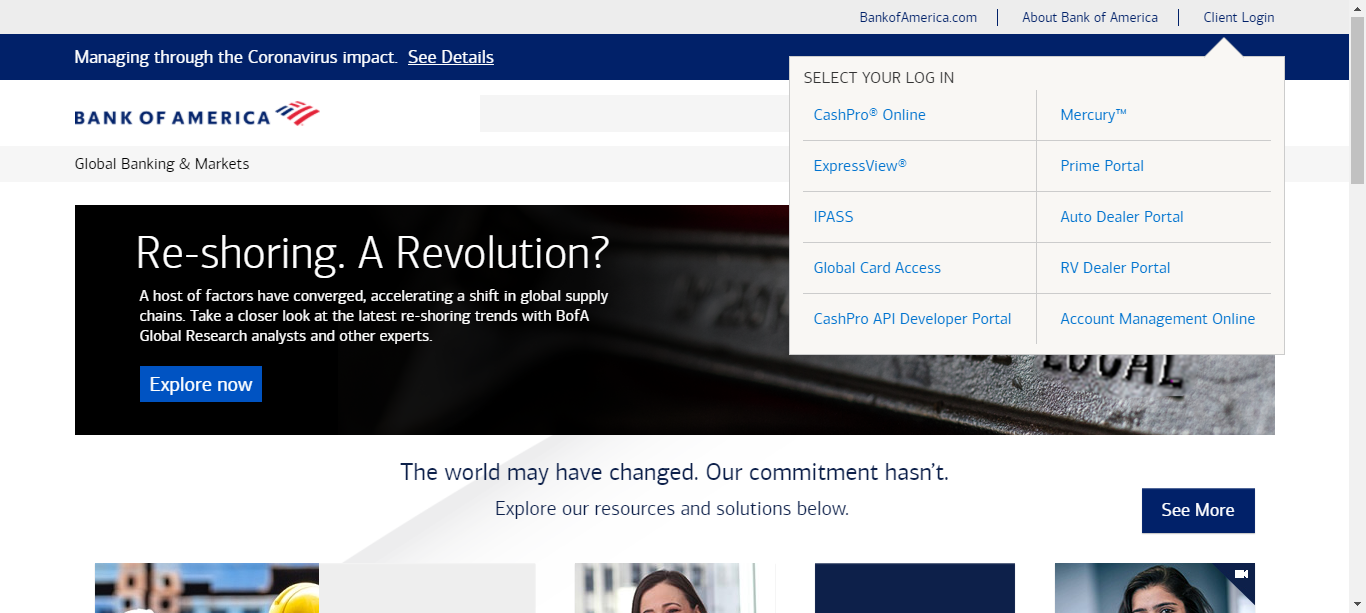 BankofAmerica.com
About Bank of America
Client Login
Managing through the Coronavirus impact. See Details
SELECT YOUR LOG IN
CashPro® Online
Mercury™
ExpressView®
Prime Portal
IPASS
Auto Dealer Portal
Global Card Access
RV Dealer Portal
CashPro API Developer Portal
Account Management Online
BANK OF AMERICA
Global Banking & Markets
Re-shoring. A Revolution?
A host of factors have converged, accelerating a shift in global supply
chains. Take a closer look at the latest re-shoring trends with BofA
Global Research analysts and other experts.
Explore now
LOCAL
The world may have changed. Our commitment hasn’t.
Explore our resources and solutions below.
See More